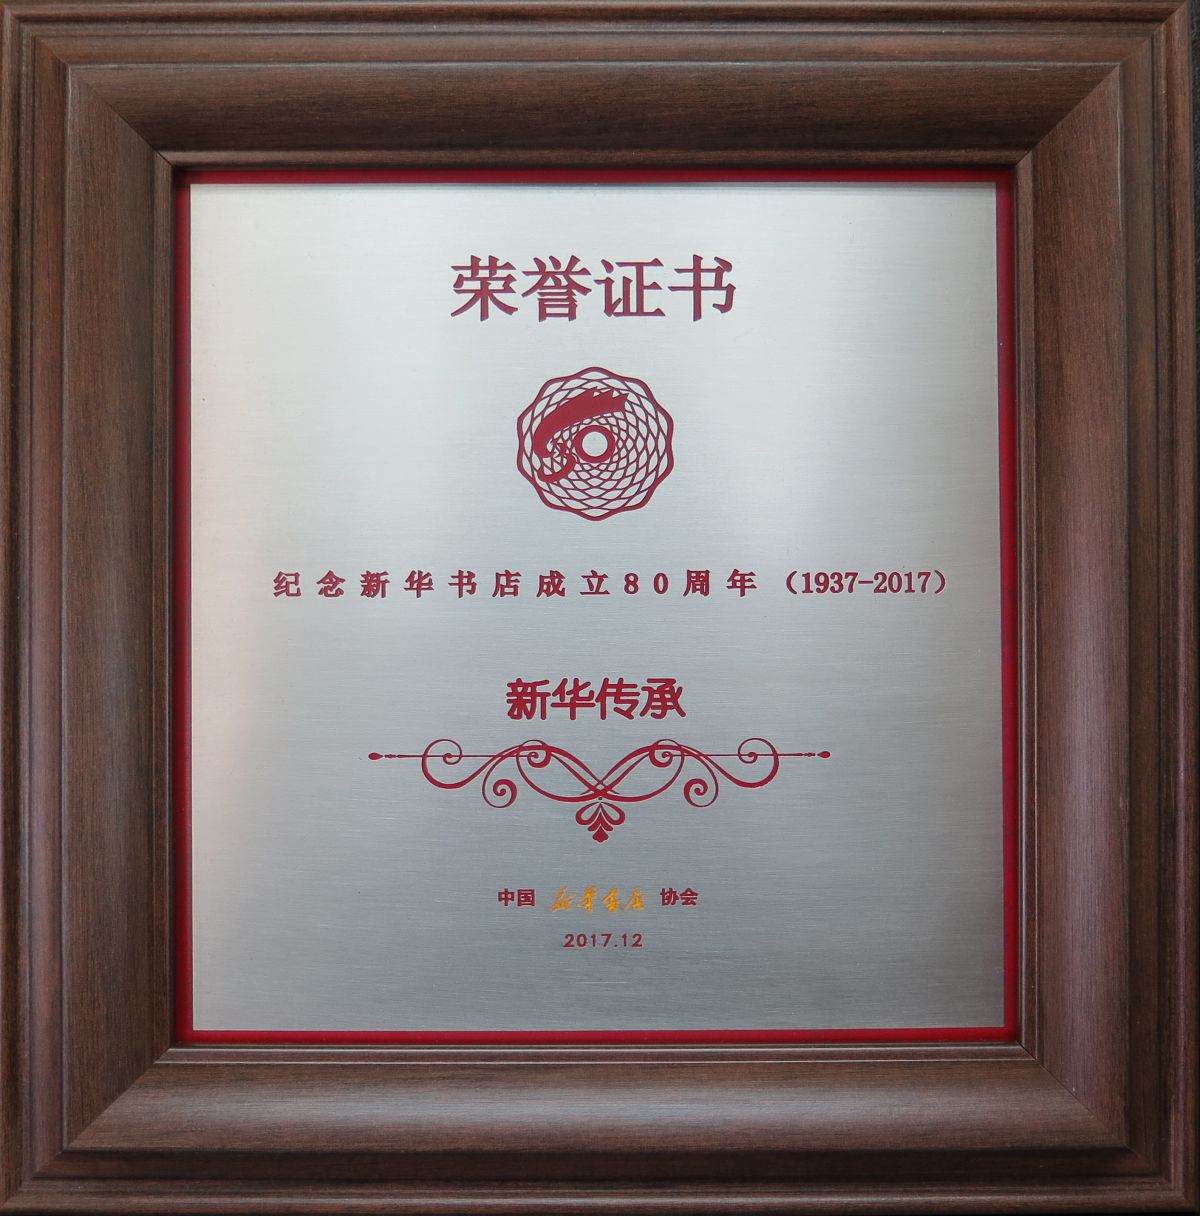 荣誉证书
纪念新华书店成立80周年（1937-2017）
新华传承
中国 新华书店 协会
2017.12